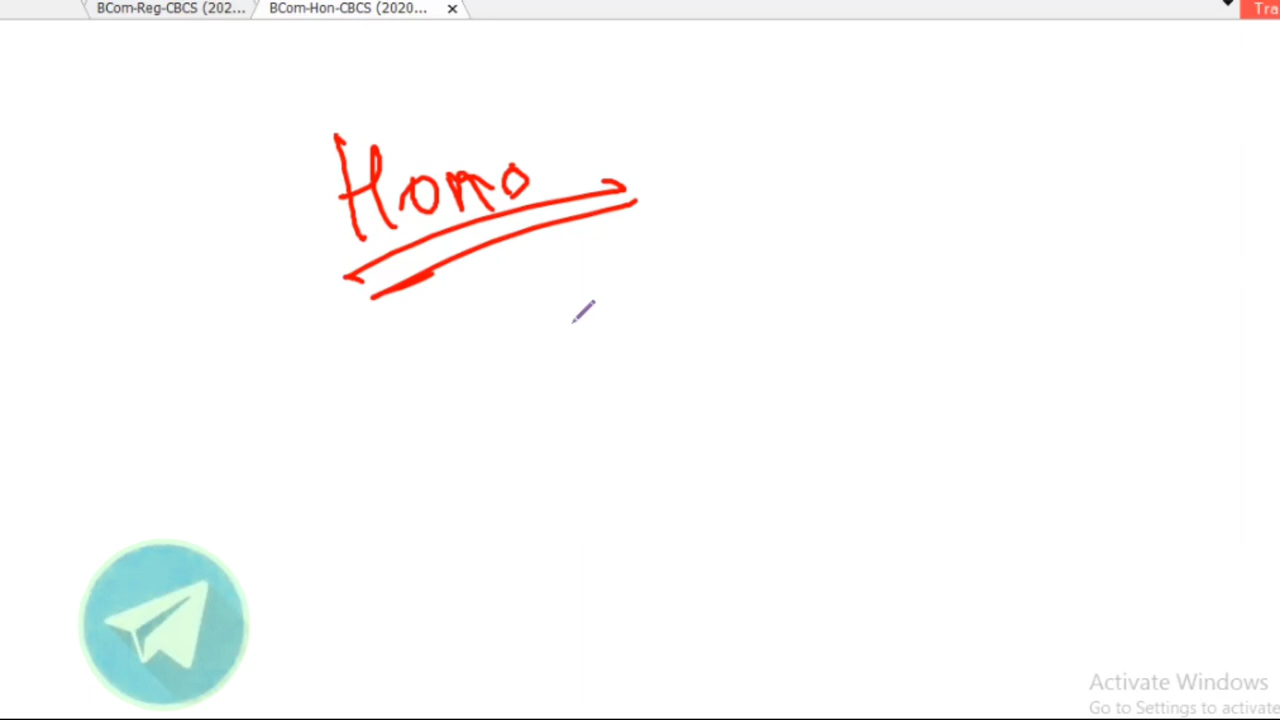 BCom-Reg-CBCS (202... BCom-Hon-CBCS (2020... Tra
Homo
Activate Windows
Go to Settings to activate